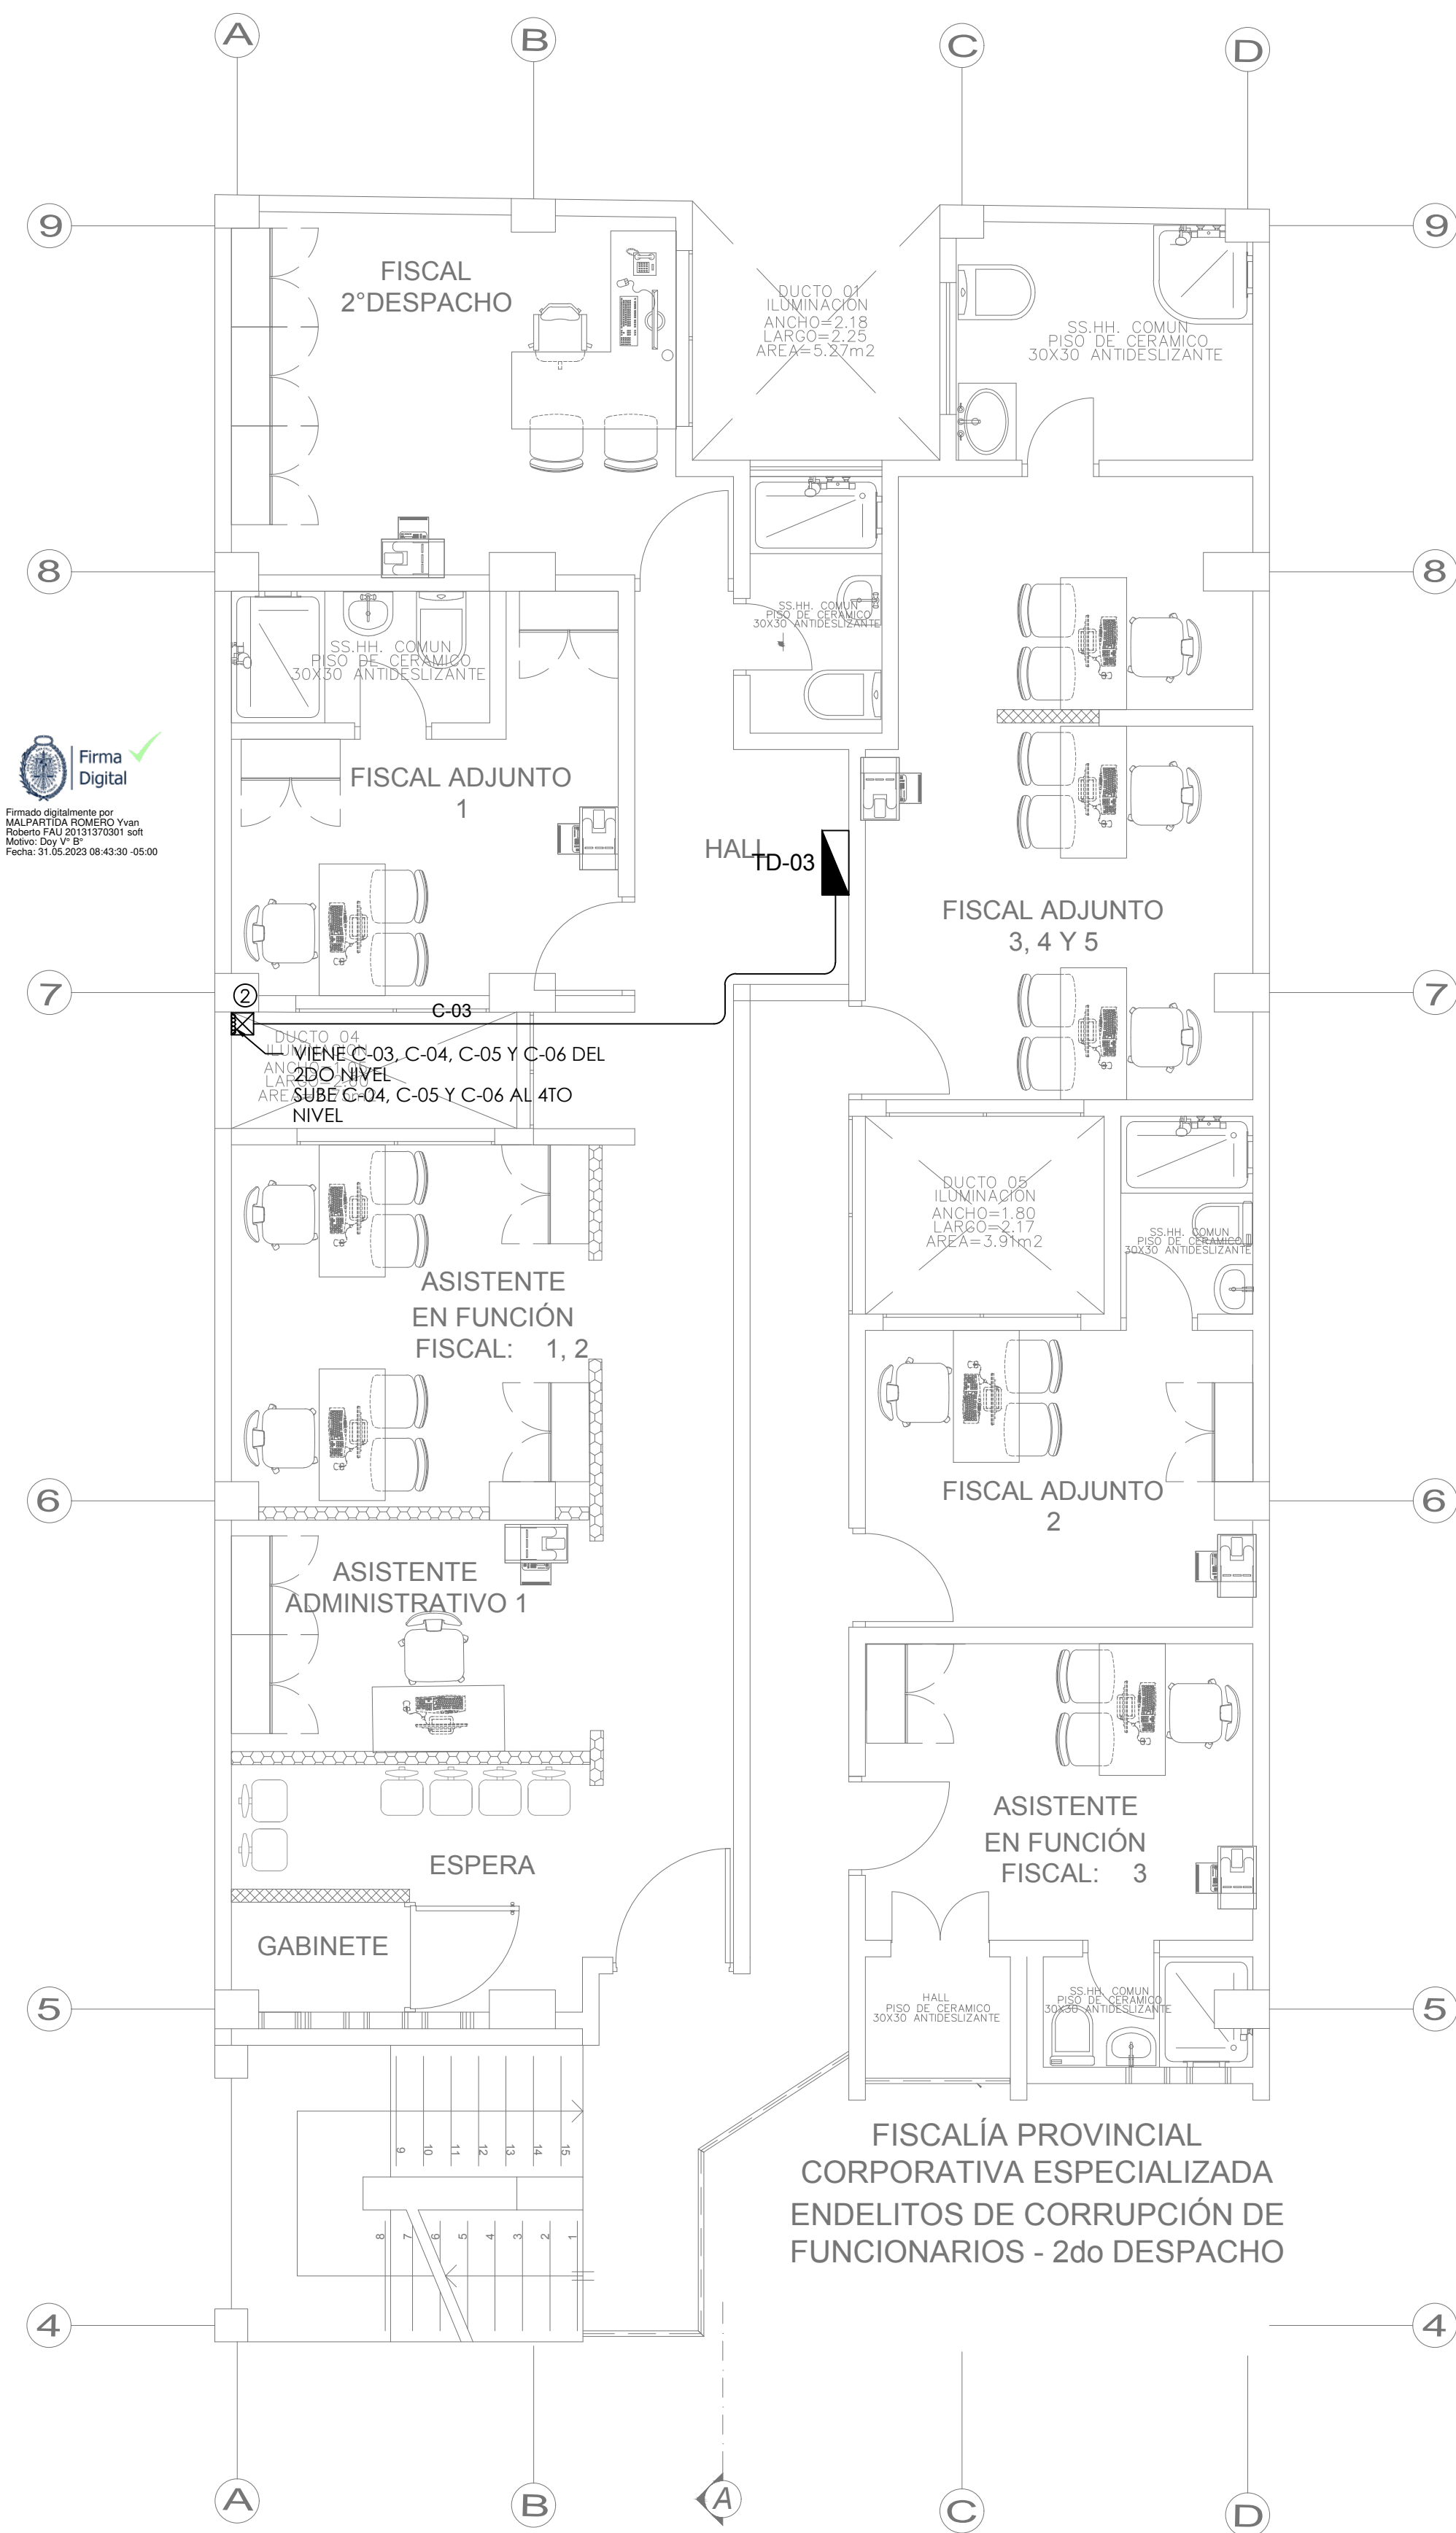 A
B
C
D
9
9
FISCAL
2°DESPACHO
DUCTO 01
ILUMINACION
ANCHO=2.18
LARGO=2.25
AREA=5.27m2
SS.HH. COMUN
PISO DE CERAMICO
30X30 ANTIDESLIZANTE
8
8
SS.HH. COMUN
PISO DE CERAMICO
30X30 ANTIDESLIZANTE
SS.HH. COMUN
PISO DE CERAMICO
30X30 ANTIDESLIZANTE
Firma
Digital
Firmado digitalmente por
MALPARTIDA ROMERO Yvan
Roberto FAU 20131370301 soft
Motivo: Doy V° B°
Fecha: 31.05.2023 08:43:30 -05:00
FISCAL ADJUNTO
1
HALL
TD-03
FISCAL ADJUNTO
3, 4 Y 5
7
7
2
C-03
DUCTO 04
ILUMINACION
VIENE C-03, C-04, C-05 Y C-06 DEL
2DO NIVEL
SUBE C-04, C-05 Y C-06 AL 4TO
NIVEL
DUCTO 05
ILUMINACION
ANCHO=1.80
LARGO=2.17
AREA=3.91m2
SS.HH. COMUN
PISO DE CERAMICO
30X30 ANTIDESLIZANTE
ASISTENTE
EN FUNCIÓN
FISCAL: 1, 2
6
6
FISCAL ADJUNTO
2
ASISTENTE
ADMINISTRATIVO 1
ASISTENTE
EN FUNCIÓN
FISCAL: 3
ESPERA
GABINETE
5
5
HALL
PISO DE CERAMICO
30X30 ANTIDESLIZANTE
SS.HH. COMUN
PISO DE CERAMICO
30X30 ANTIDESLIZANTE
9 10 11 12 13 14 15
8 7 6 5 4 3 2 1
FISCALÍA PROVINCIAL
CORPORATIVA ESPECIALIZADA
ENDELITOS DE CORRUPCIÓN DE
FUNCIONARIOS - 2do DESPACHO
4
4
A
B
A
C
D